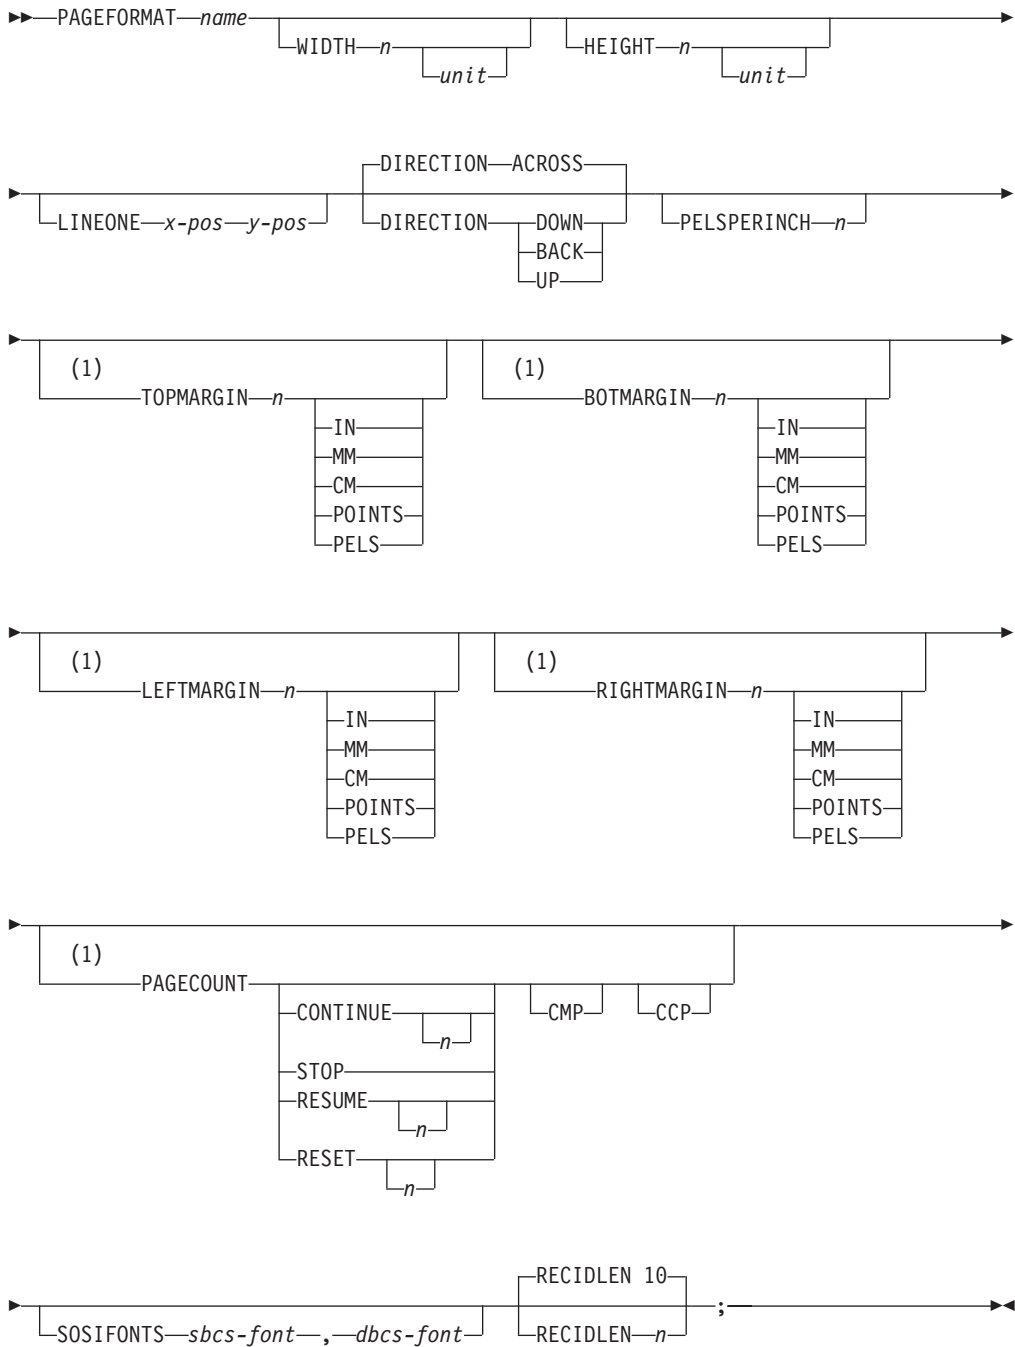 PAGEFORMAT name
WIDTH n HEIGHT n
unit unit
DIRECTION ACROSS
LINEONE x-pos y-pos DIRECTION DOWN PELSPERINCH n
BACK
UP
(1) (1)
TOPMARGIN n BOTMARGIN n
IN IN
MM MM
CM CM
POINTS POINTS
PELS PELS
(1) (1)
LEFTMARGIN n RIGHTMARGIN n
IN IN
MM MM
CM CM
POINTS POINTS
PELS PELS
(1)
PAGECOUNT
CONTINUE CMP CCP
n
STOP
RESUME
n
RESET
n
RECIDLEN 10
;
SOSIFONTS sbcs-font , dbcs-font RECIDLEN n